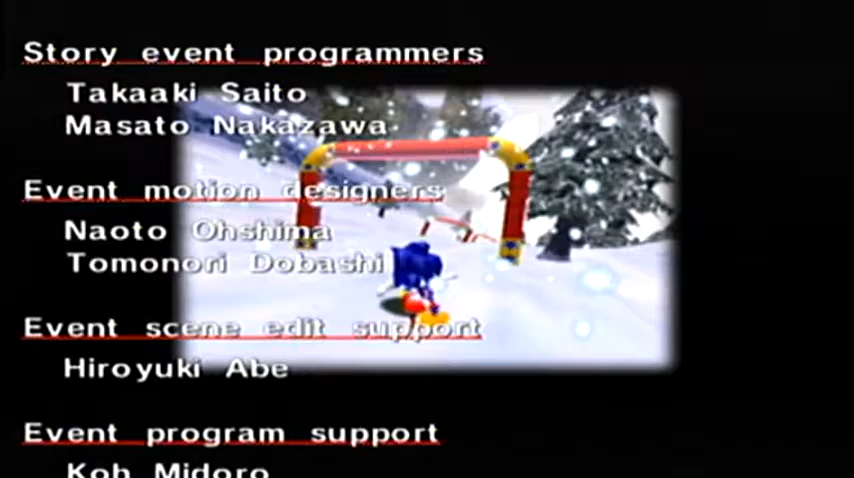 Story event programmers
Takaaki Saito
Masato Nakazawa
Event motion designers
Naoto Ohshima
Tomonori Dobashi
Event scene edit support
Hiroyuki Abe
Event program support
Koh Midoro